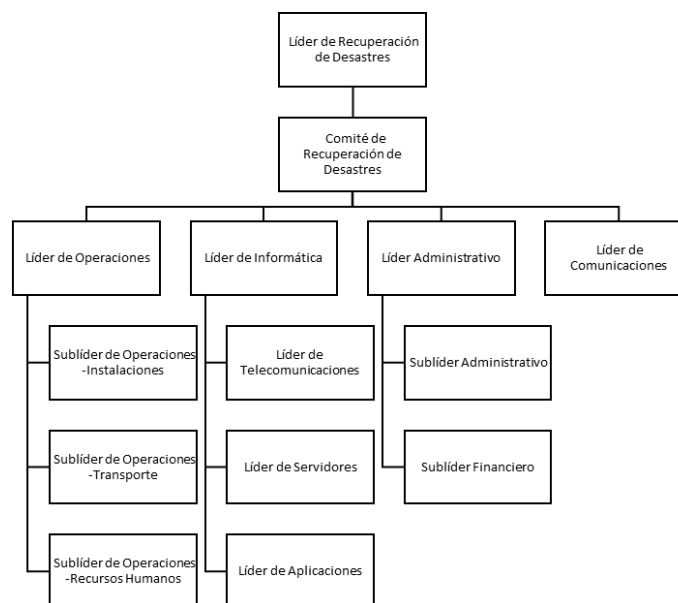 Líder de Recuperación
de Desastres
Comité de
Recuperación de
Desastres
Líder de Operaciones
Líder de Informática
Líder Administrativo
Líder de
Comunicaciones
Sublíder de Operaciones
-Instalaciones
Líder de
Telecomunicaciones
Sublíder Administrativo
Sublíder de Operaciones
-Transporte
Líder de Servidores
Sublíder Financiero
Sublíder de Operaciones
-Recursos Humanos
Líder de Aplicaciones